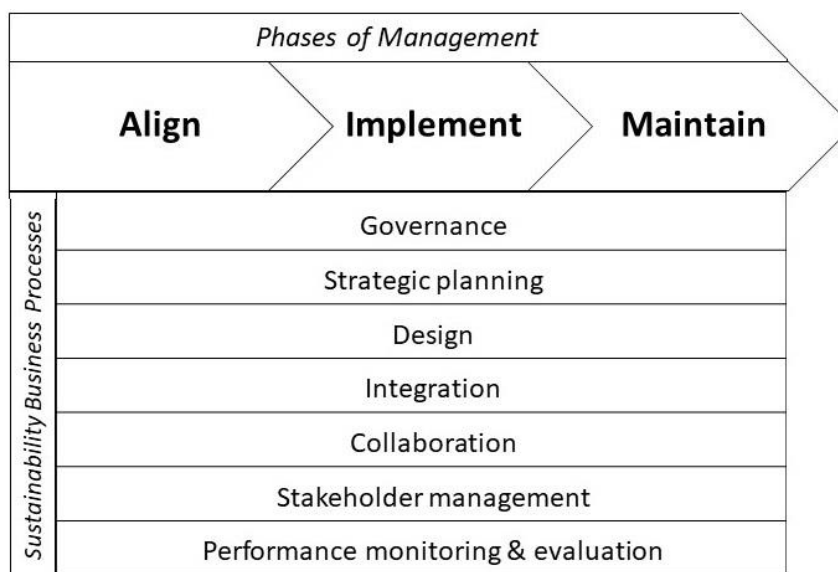 Phases of Management
Align
Implement
Maintain
Sustainability Business Processes
Governance
Strategic planning
Design
Integration
Collaboration
Stakeholder management
Performance monitoring & evaluation